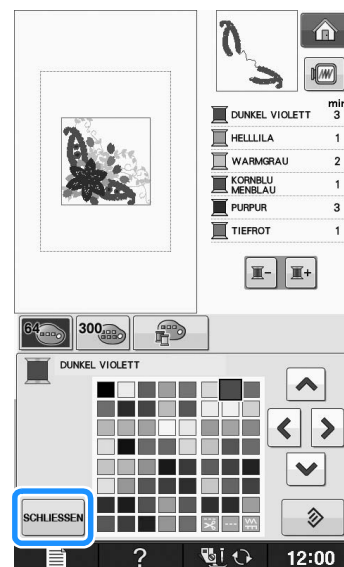 min
DUNKEL VIOLETT 3
HELLLILA 1
WARMGRAU 2
KORNBLU
MENBLAU 1
PURPUR 3
TIEFROT 1
- +
64 300
DUNKEL VIOLETT
SCHLIESSEN
? 12:00